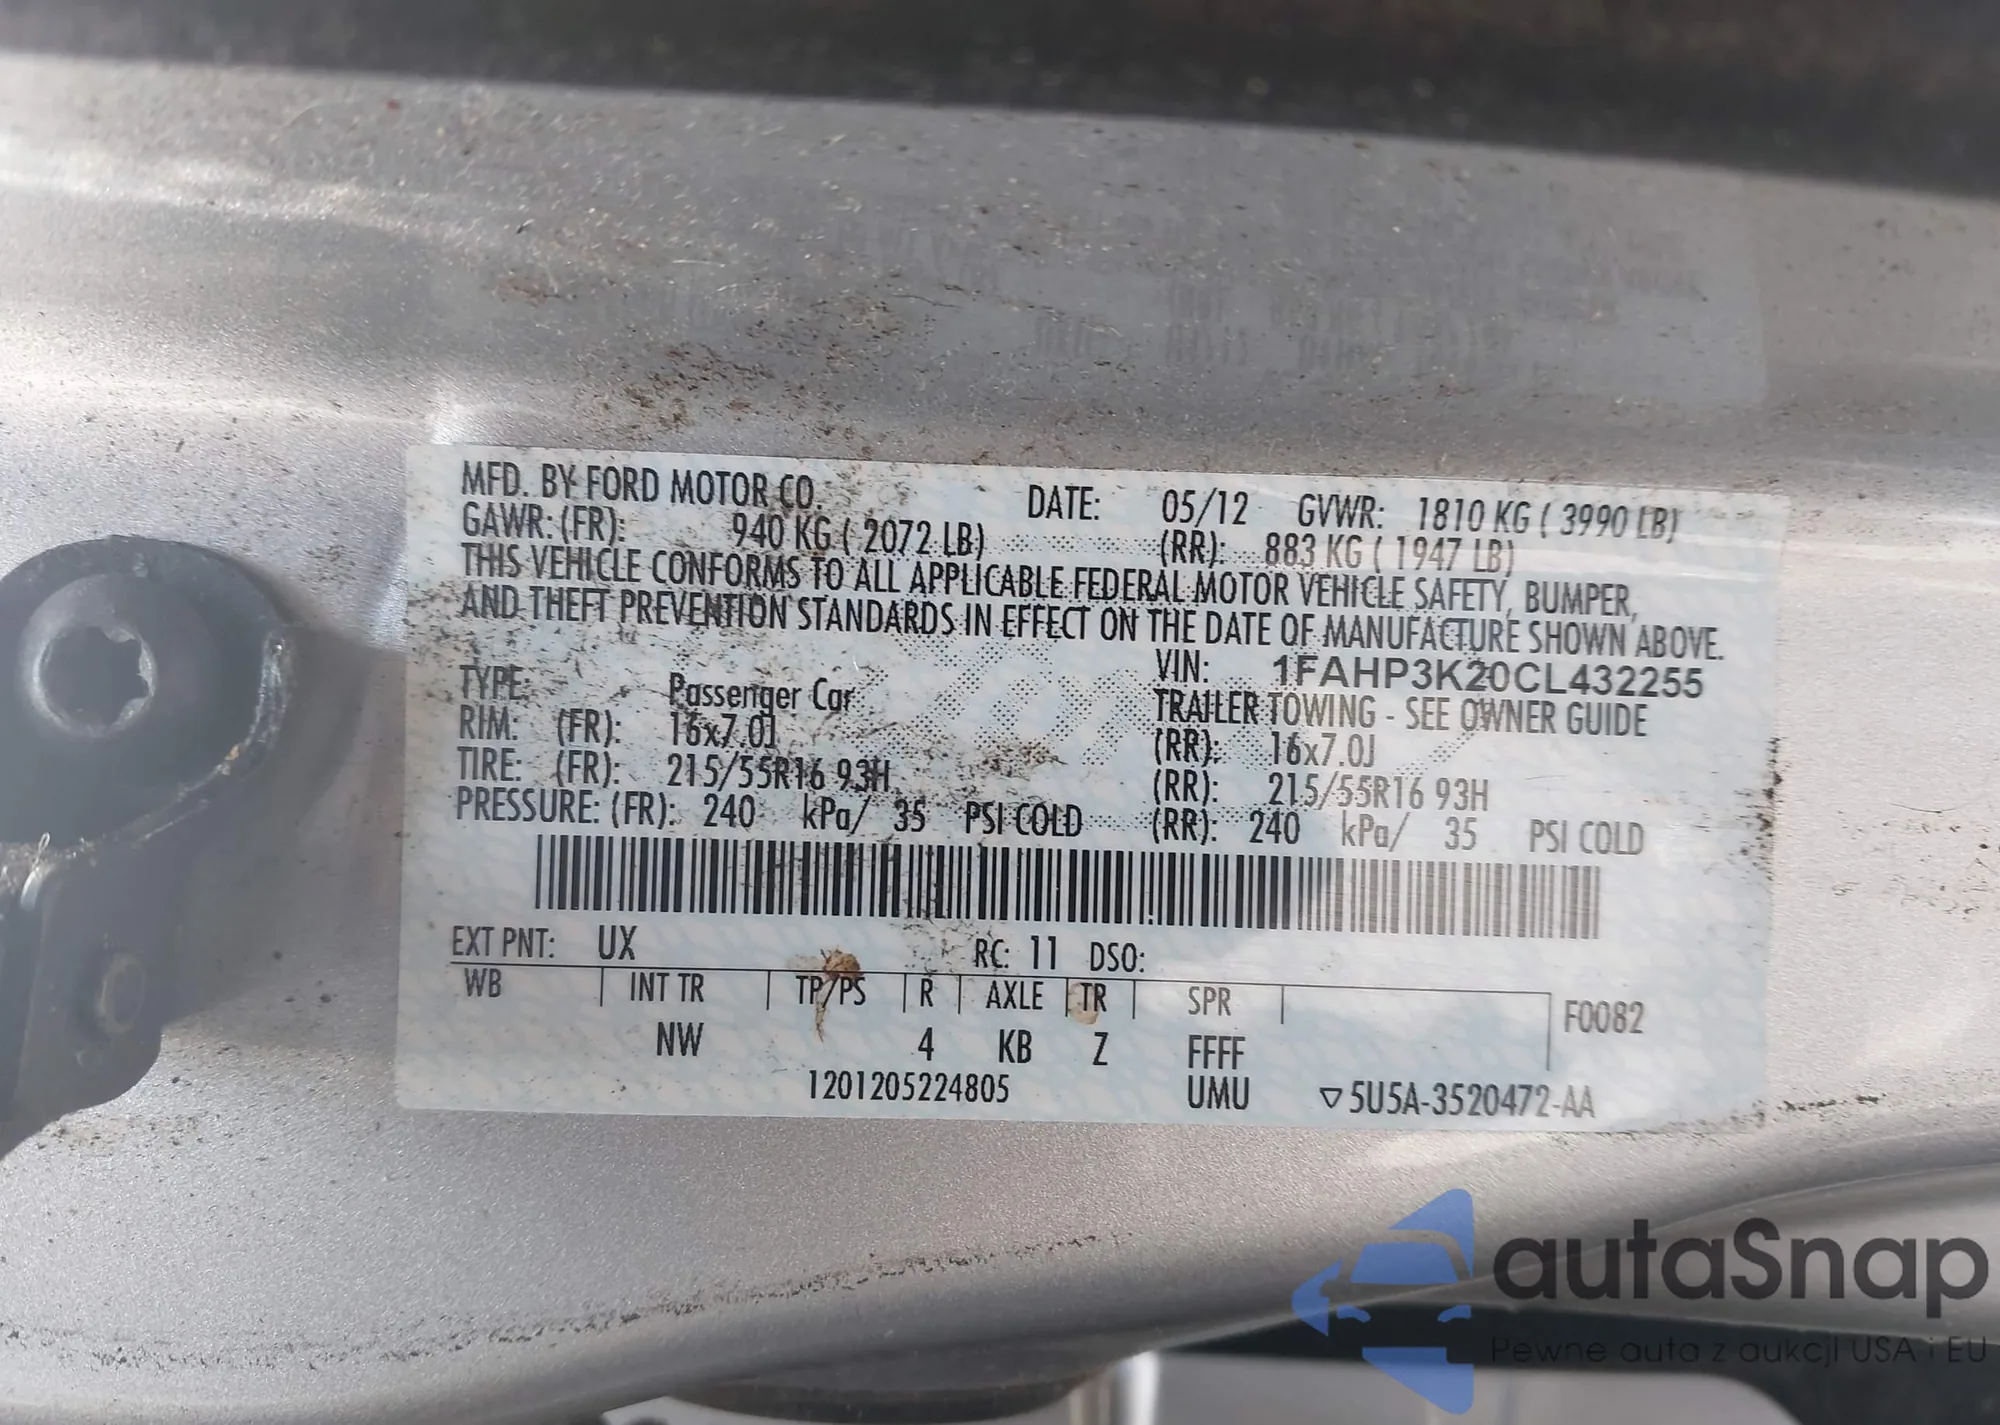 MFD. BY FORD MOTOR CO. DATE: 05/12 GVWR: 1810 KG ( 3990 LB)
GAWR: (FR): 940 KG ( 2072 LB) (RR): 883 KG ( 1947 LB)
THIS VEHICLE CONFORMS TO ALL APPLICABLE FEDERAL MOTOR VEHICLE SAFETY, BUMPER,
AND THEFT PREVENTION STANDARDS IN EFFECT ON THE DATE OF MANUFACTURE SHOWN ABOVE.
VIN: 1FAHP3K20CL432255
TYPE: Passenger Car TRAILER TOWING - SEE OWNER GUIDE
RIM: (FR): 16x7.0J (RR): 16x7.0J
TIRE: (FR): 215/55R16 93H (RR): 215/55R16 93H
PRESSURE: (FR): 240 kPa/ 35 PSI COLD (RR): 240 kPa/ 35 PSI COLD
EXT PNT: UX RC: 11 DSO:
WB INT TR TP/PS R AXLE TR SPR F0082
NW 4 KB Z FFFF
1201205224805 UMU ▽5U5A-3520472-AA
autaSnap
Pewne auta z aukcji USA i EU